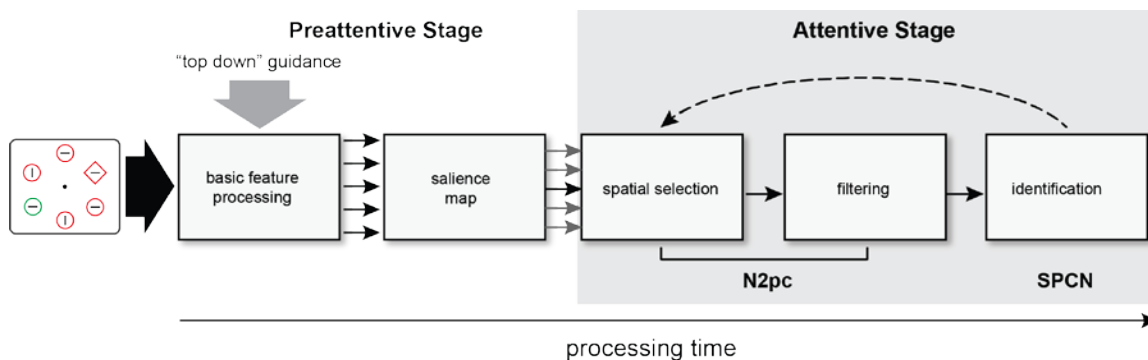 Preattentive Stage
Attentive Stage
“top down” guidance
basic feature
processing
salience
map
spatial selection
filtering
identification
N2pc
SPCN
processing time